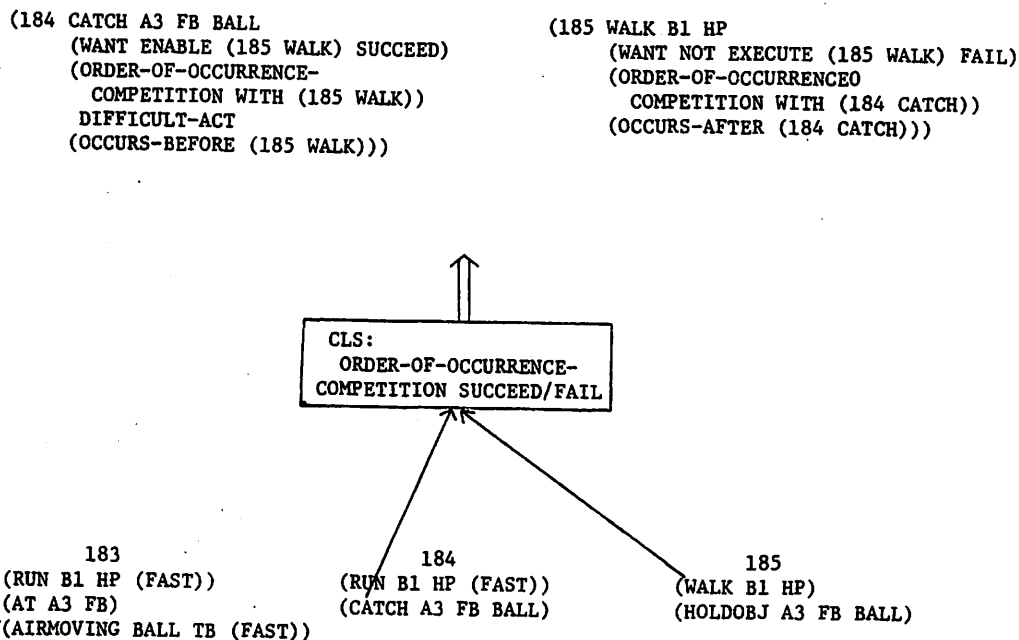 (184 CATCH A3 FB BALL
(WANT ENABLE (185 WALK) SUCCEED)
(ORDER-OF-OCCURRENCE-
COMPETITION WITH (185 WALK))
DIFFICULT-ACT
(OCCURS-BEFORE (185 WALK)))
(185 WALK B1 HP
(WANT NOT EXECUTE (185 WALK) FAIL)
(ORDER-OF-OCCURRENCEO
COMPETITION WITH (184 CATCH))
(OCCURS-AFTER (184 CATCH)))
CLS:
ORDER-OF-OCCURRENCE-
COMPETITION SUCCEED/FAIL
183
(RUN B1 HP (FAST))
(AT A3 FB)
(AIRMOVING BALL TB (FAST))
184
(RUN B1 HP (FAST))
(CATCH A3 FB BALL)
185
(WALK B1 HP)
(HOLDOBJ A3 FB BALL)